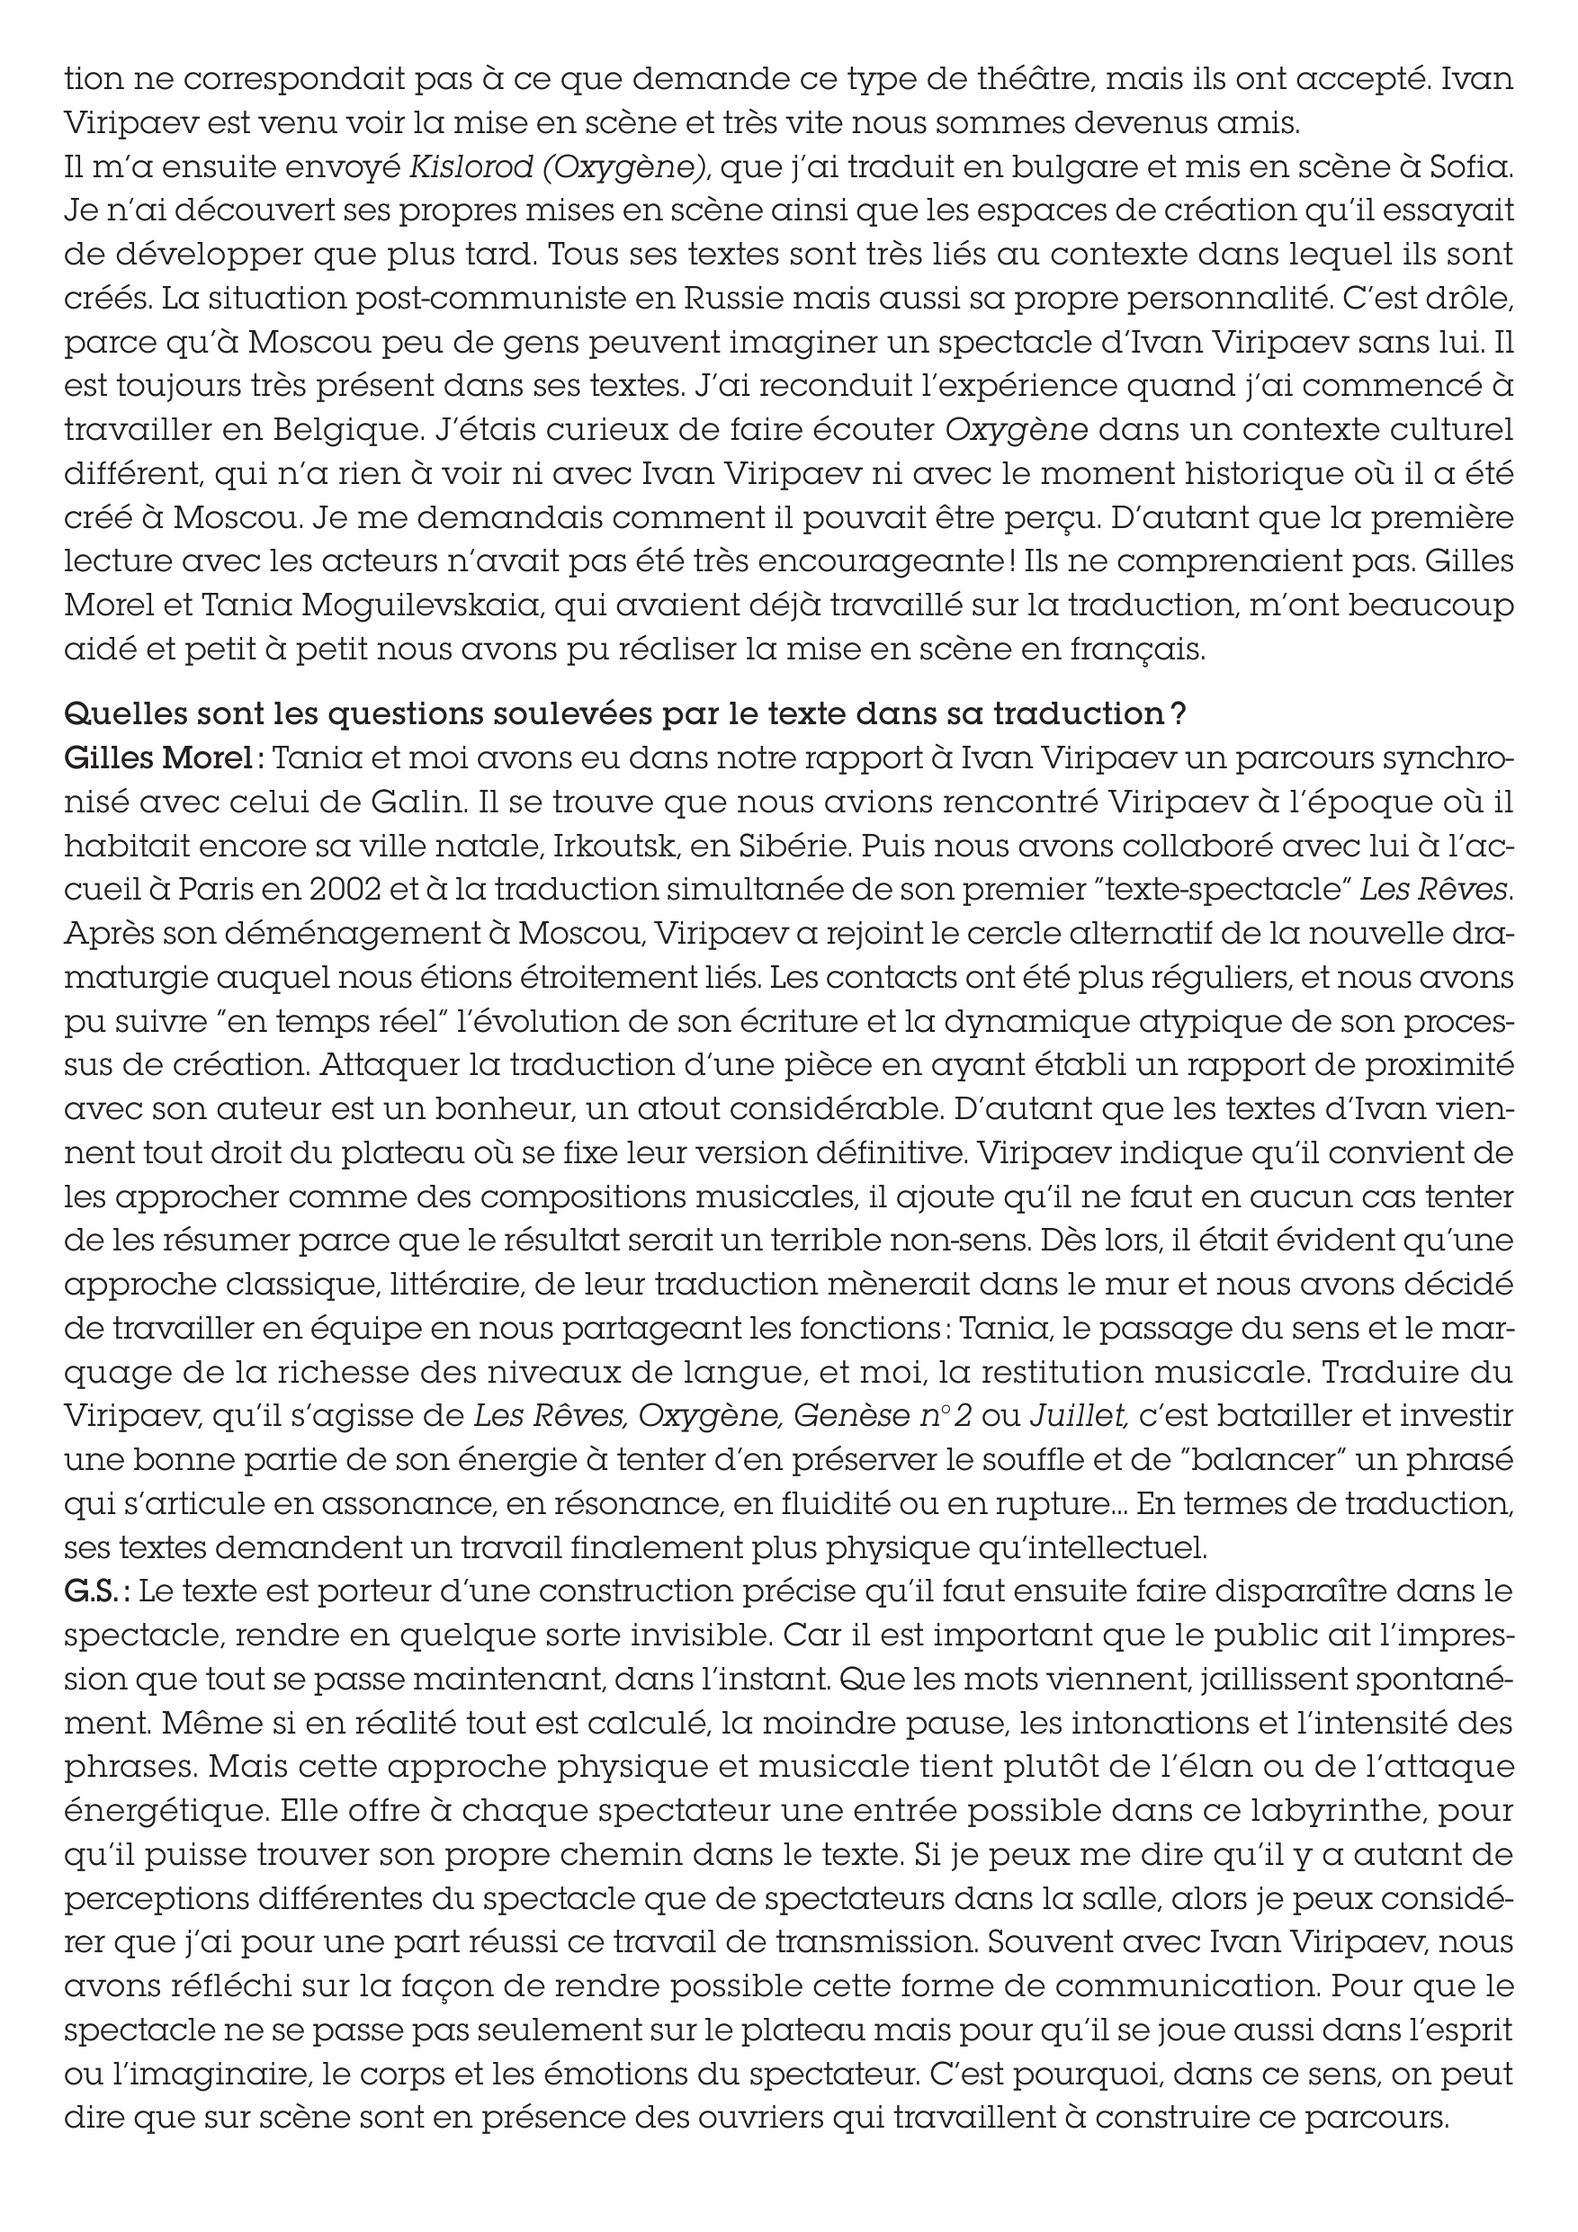 tion ne correspondait pas à ce que demande ce type de théâtre, mais ils ont accepté. Ivan
Viripaev est venu voir la mise en scène et très vite nous sommes devenus amis.
Il m’a ensuite envoyé Kislorod (Oxygène), que j’ai traduit en bulgare et mis en scène à Sofia.
Je n’ai découvert ses propres mises en scène ainsi que les espaces de création qu’il essayait
de développer que plus tard. Tous ses textes sont très liés au contexte dans lequel ils sont
créés. La situation post-communiste en Russie mais aussi sa propre personnalité. C’est drôle,
parce qu’à Moscou peu de gens peuvent imaginer un spectacle d’Ivan Viripaev sans lui. Il
est toujours très présent dans ses textes. J’ai reconduit l’expérience quand j’ai commencé à
travailler en Belgique. J’étais curieux de faire écouter Oxygène dans un contexte culturel
différent, qui n’a rien à voir ni avec Ivan Viripaev ni avec le moment historique où il a été
créé à Moscou. Je me demandais comment il pouvait être perçu. D’autant que la première
lecture avec les acteurs n’avait pas été très encourageante ! Ils ne comprenaient pas. Gilles
Morel et Tania Moguilevskaia, qui avaient déjà travaillé sur la traduction, m’ont beaucoup
aidé et petit à petit nous avons pu réaliser la mise en scène en français.
Quelles sont les questions soulevées par le texte dans sa traduction ?
Gilles Morel : Tania et moi avons eu dans notre rapport à Ivan Viripaev un parcours synchro-
nisé avec celui de Galin. Il se trouve que nous avions rencontré Viripaev à l’époque où il
habitait encore sa ville natale, Irkoutsk, en Sibérie. Puis nous avons collaboré avec lui à l’ac-
cueil à Paris en 2002 et à la traduction simultanée de son premier "texte-spectacle" Les Rêves.
Après son déménagement à Moscou, Viripaev a rejoint le cercle alternatif de la nouvelle dra-
maturgie auquel nous étions étroitement liés. Les contacts ont été plus réguliers, et nous avons
pu suivre "en temps réel" l’évolution de son écriture et la dynamique atypique de son proces-
sus de création. Attaquer la traduction d’une pièce en ayant établi un rapport de proximité
avec son auteur est un bonheur, un atout considérable. D’autant que les textes d’Ivan vien-
nent tout droit du plateau où se fixe leur version définitive. Viripaev indique qu’il convient de
les approcher comme des compositions musicales, il ajoute qu’il ne faut en aucun cas tenter
de les résumer parce que le résultat serait un terrible non-sens. Dès lors, il était évident qu’une
approche classique, littéraire, de leur traduction mènerait dans le mur et nous avons décidé
de travailler en équipe en nous partageant les fonctions : Tania, le passage du sens et le mar-
quage de la richesse des niveaux de langue, et moi, la restitution musicale. Traduire du
Viripaev, qu’il s’agisse de Les Rêves, Oxygène, Genèse n°2 ou Juillet, c’est batailler et investir
une bonne partie de son énergie à tenter d’en préserver le souffle et de "balancer" un phrasé
qui s’articule en assonance, en résonance, en fluidité ou en rupture... En termes de traduction,
ses textes demandent un travail finalement plus physique qu’intellectuel.
G.S. : Le texte est porteur d’une construction précise qu’il faut ensuite faire disparaître dans le
spectacle, rendre en quelque sorte invisible. Car il est important que le public ait l’impres-
sion que tout se passe maintenant, dans l’instant. Que les mots viennent, jaillissent spontané-
ment. Même si en réalité tout est calculé, la moindre pause, les intonations et l’intensité des
phrases. Mais cette approche physique et musicale tient plutôt de l’élan ou de l’attaque
énergétique. Elle offre à chaque spectateur une entrée possible dans ce labyrinthe, pour
qu’il puisse trouver son propre chemin dans le texte. Si je peux me dire qu’il y a autant de
perceptions différentes du spectacle que de spectateurs dans la salle, alors je peux considé-
rer que j’ai pour une part réussi ce travail de transmission. Souvent avec Ivan Viripaev, nous
avons réfléchi sur la façon de rendre possible cette forme de communication. Pour que le
spectacle ne se passe pas seulement sur le plateau mais pour qu’il se joue aussi dans l’esprit
ou l’imaginaire, le corps et les émotions du spectateur. C’est pourquoi, dans ce sens, on peut
dire que sur scène sont en présence des ouvriers qui travaillent à construire ce parcours.